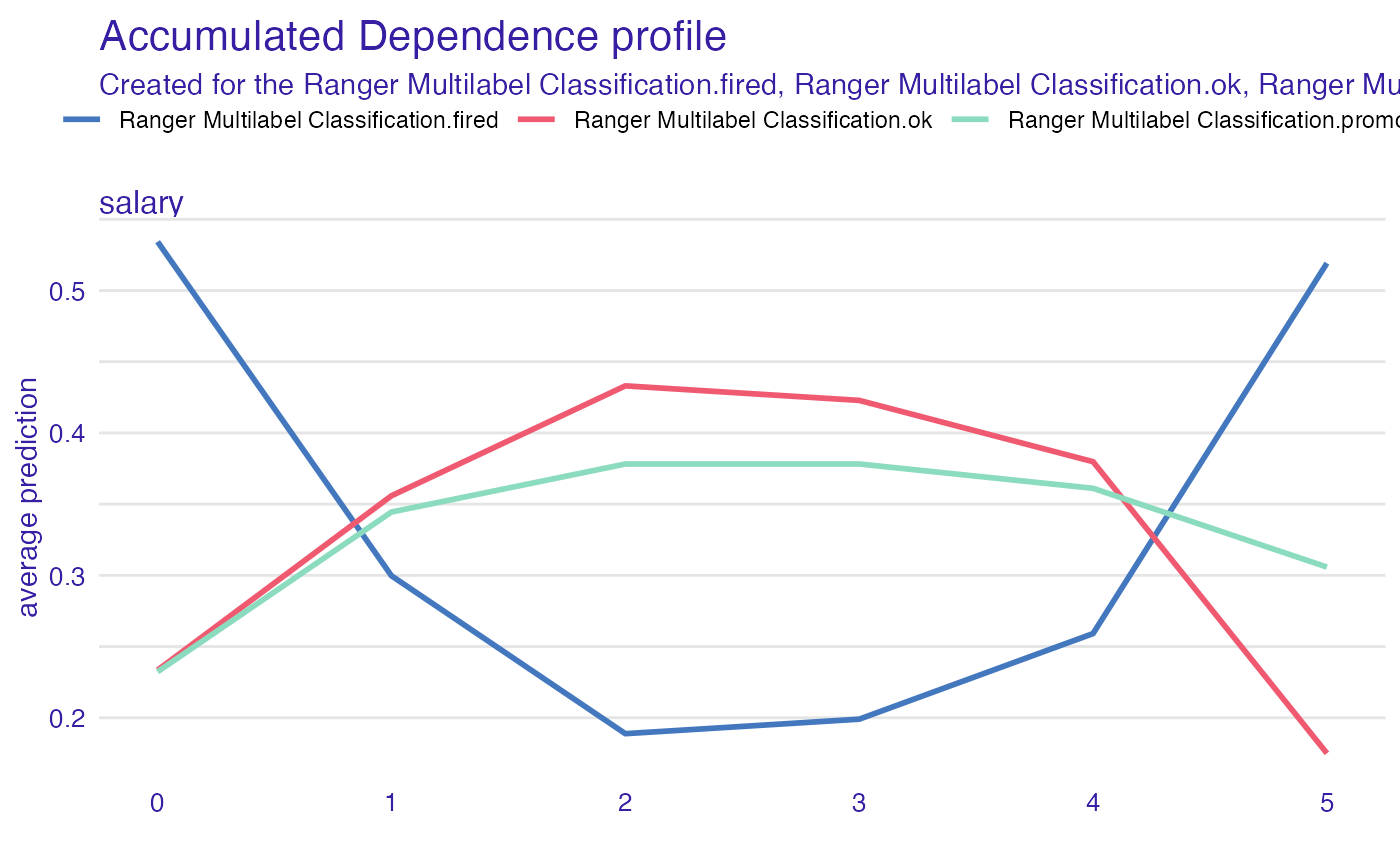 Accumulated Dependence profile
Created for the Ranger Multilabel Classification.fired, Ranger Multilabel Classification.ok, Ranger Mu
Ranger Multilabel Classification.fired Ranger Multilabel Classification.ok Ranger Multilabel Classification.promo
salary
average prediction
0.5
0.4
0.3
0.2
0 1 2 3 4 5